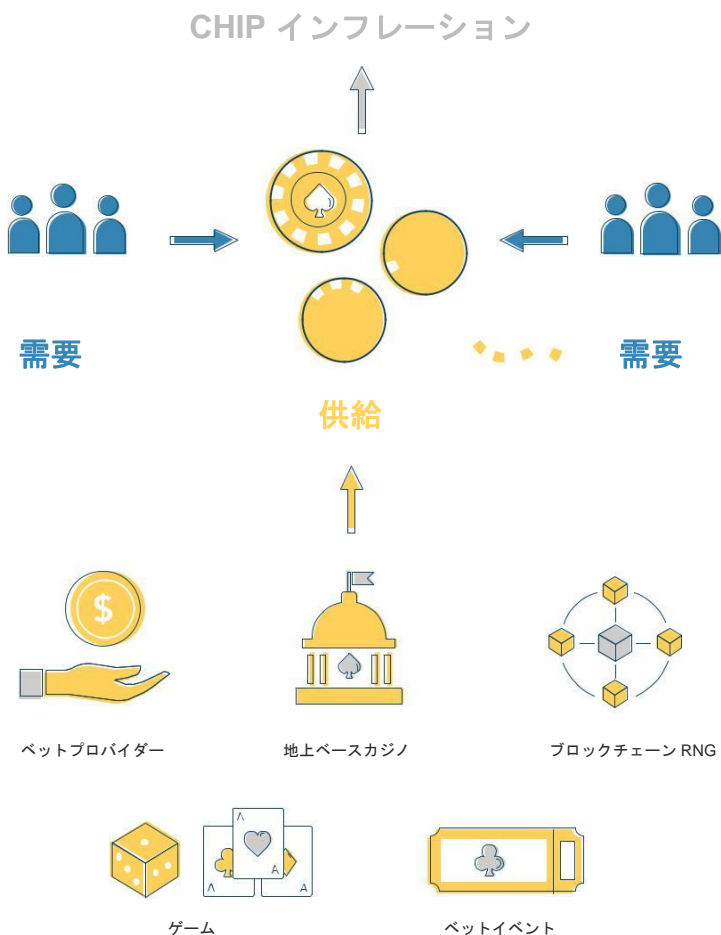 CHIP インフレーション
需要
需要
供給
$
ベットプロバイダー
地上ベースカジノ
ブロックチェーン RNG
A
A
A
A
ゲーム
ベットイベント